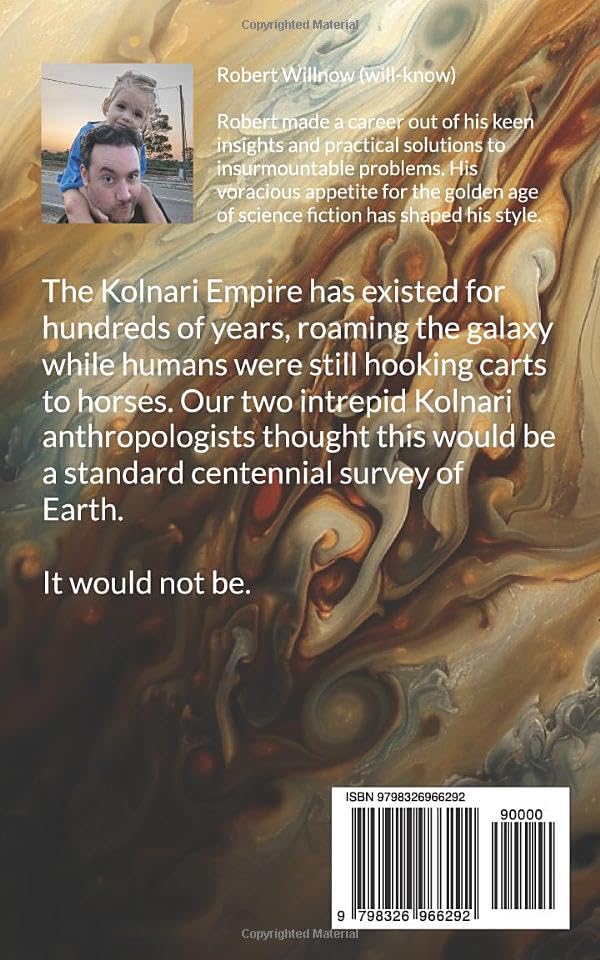 Copyrighted Material
Robert Willnow (will-know)
Robert made a career out of his keen
insights and practical solutions to
insurmountable problems. His
voracious appetite for the golden age
of science fiction has shaped his style.
The Kolnari Empire has existed for
hundreds of years, roaming the galaxy
while humans were still hooking carts
to horses. Our two intrepid Kolnari
anthropologists thought this would be
a standard centennial survey of
Earth.
It would not be.
ISBN 9798326966292
90000
9 798326 966292
Copyrighted Material